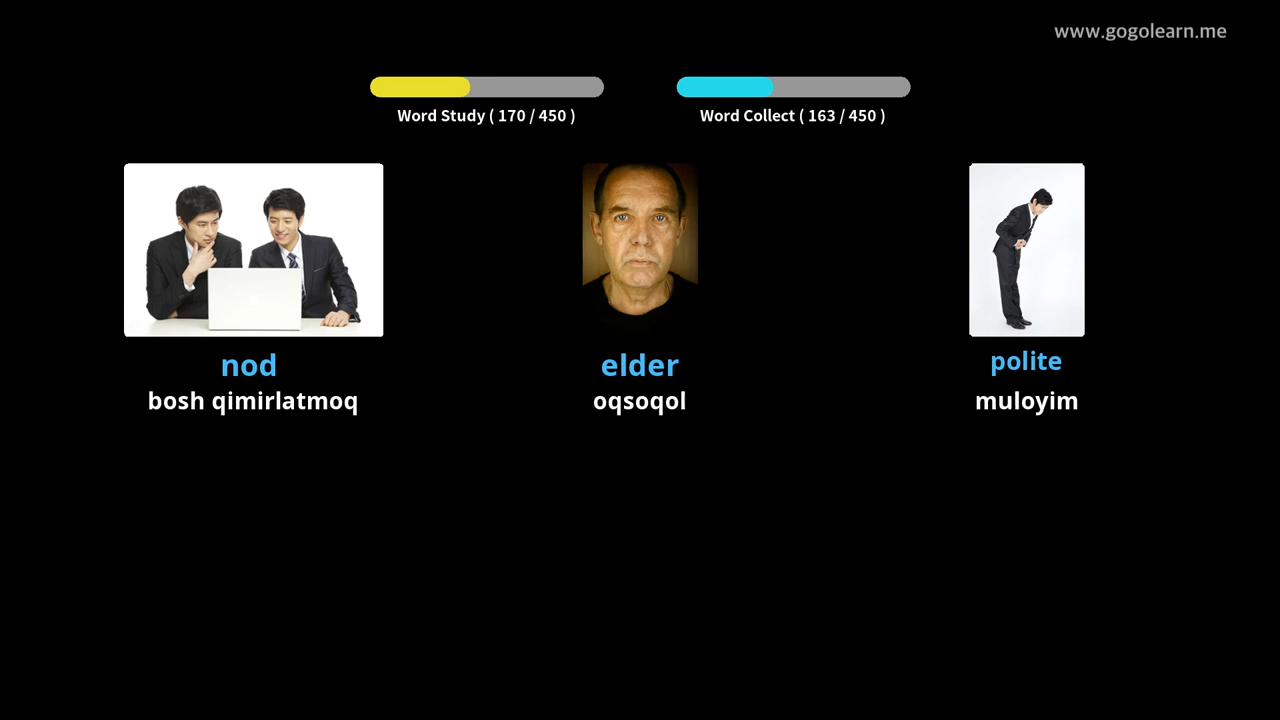 www.gogolearn.me
Word Study ( 170 / 450 )
Word Collect ( 163 / 450 )
nod
bosh qimirlatmoq
elder
oqsoqol
polite
muloyim